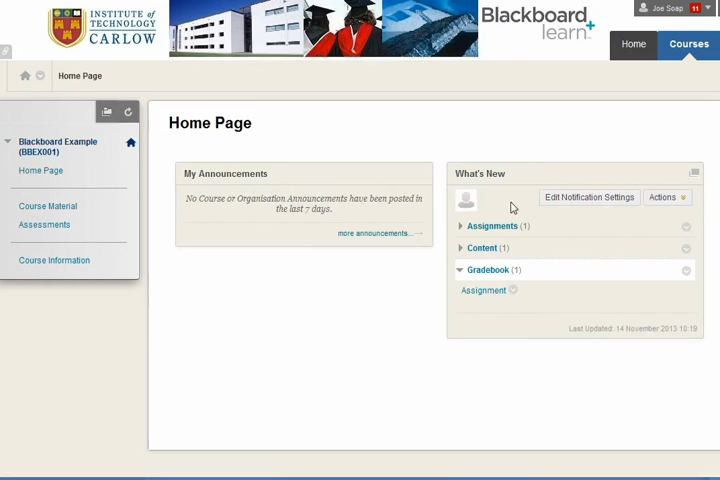 INSTITUTE of
TECHNOLOGY
CARLOW
Blackboard
learn+
Joe Soap 11
Home
Courses
Home Page
Blackboard Example
(BBEX001)
Home Page
Course Material
Assessments
Course Information
Home Page
My Announcements
No Course or Organisation Announcements have been posted in
the last 7 days.
more announcements...
What's New
Edit Notification Settings
Actions
Assignments (1)
Content (1)
Gradebook (1)
Assignment
Last Updated: 14 November 2013 10:19